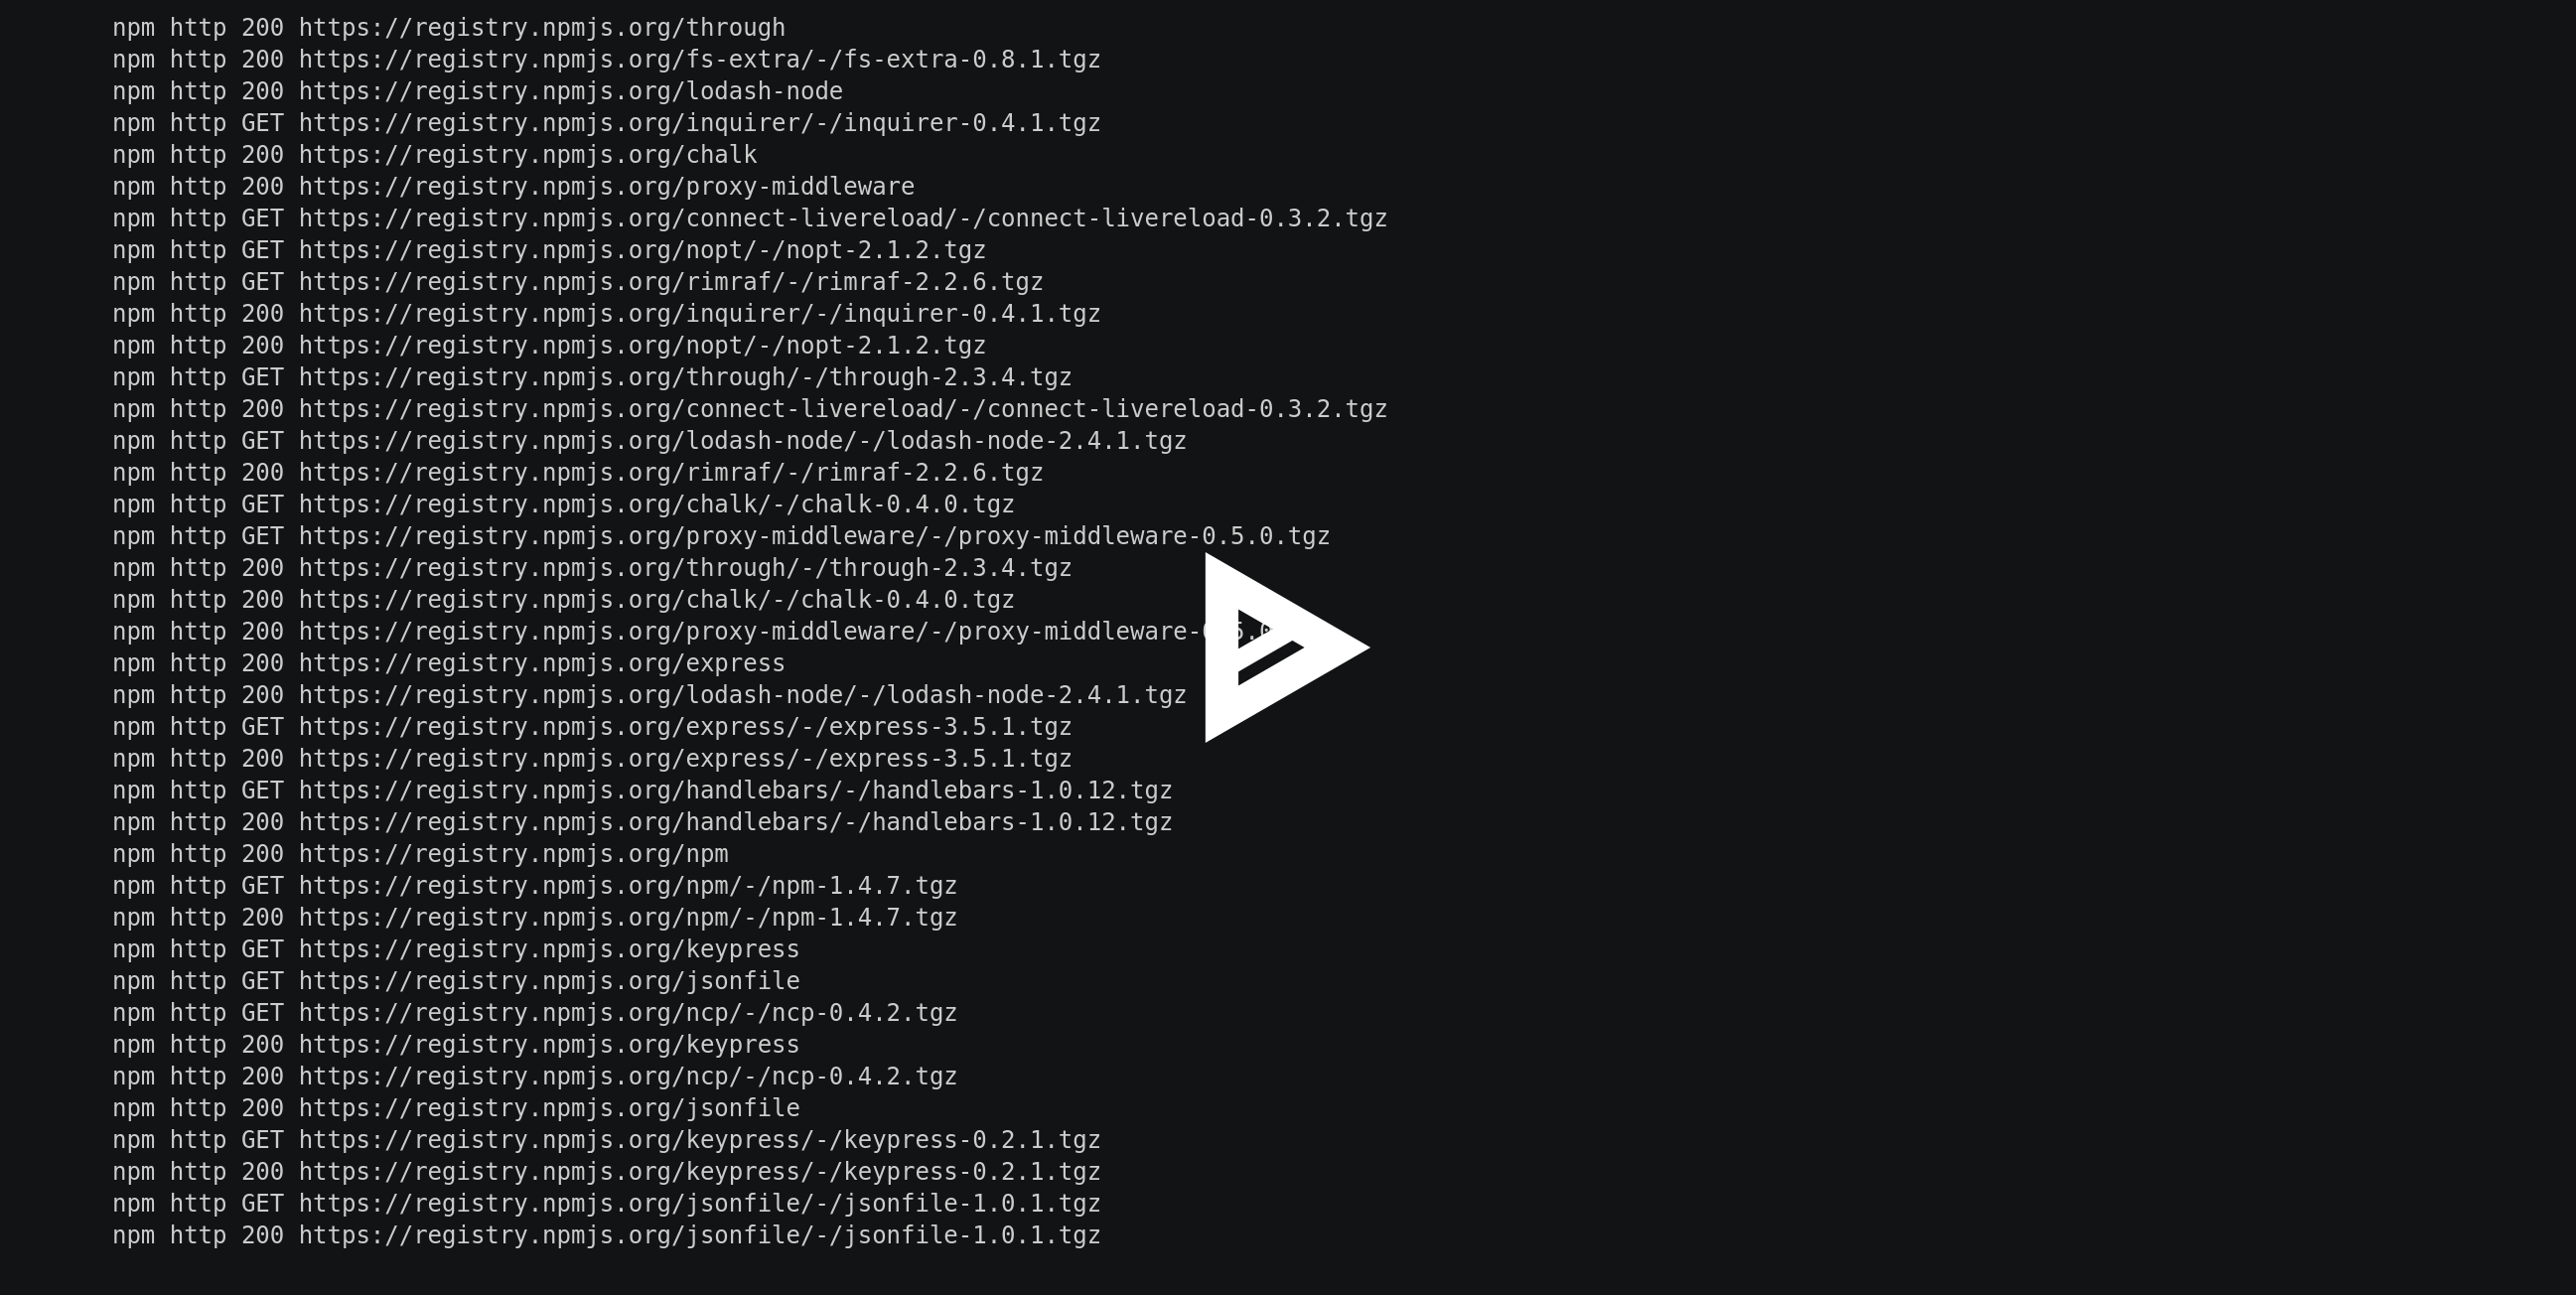 npm http 200 https://registry.npmjs.org/through
npm http 200 https://registry.npmjs.org/fs-extra/-/fs-extra-0.8.1.tgz
npm http 200 https://registry.npmjs.org/lodash-node
npm http GET https://registry.npmjs.org/inquirer/-/inquirer-0.4.1.tgz
npm http 200 https://registry.npmjs.org/chalk
npm http 200 https://registry.npmjs.org/proxy-middleware
npm http GET https://registry.npmjs.org/connect-livereload/-/connect-livereload-0.3.2.tgz
npm http GET https://registry.npmjs.org/nopt/-/nopt-2.1.2.tgz
npm http GET https://registry.npmjs.org/rimraf/-/rimraf-2.2.6.tgz
npm http 200 https://registry.npmjs.org/inquirer/-/inquirer-0.4.1.tgz
npm http 200 https://registry.npmjs.org/nopt/-/nopt-2.1.2.tgz
npm http GET https://registry.npmjs.org/through/-/through-2.3.4.tgz
npm http 200 https://registry.npmjs.org/connect-livereload/-/connect-livereload-0.3.2.tgz
npm http GET https://registry.npmjs.org/lodash-node/-/lodash-node-2.4.1.tgz
npm http 200 https://registry.npmjs.org/rimraf/-/rimraf-2.2.6.tgz
npm http GET https://registry.npmjs.org/chalk/-/chalk-0.4.0.tgz
npm http GET https://registry.npmjs.org/proxy-middleware/-/proxy-middleware-0.5.0.tgz
npm http 200 https://registry.npmjs.org/through/-/through-2.3.4.tgz
npm http 200 https://registry.npmjs.org/chalk/-/chalk-0.4.0.tgz
npm http 200 https://registry.npmjs.org/proxy-middleware/-/proxy-middleware-
npm http 200 https://registry.npmjs.org/express
npm http 200 https://registry.npmjs.org/lodash-node/-/lodash-node-2.4.1.tgz
npm http GET https://registry.npmjs.org/express/-/express-3.5.1.tgz
npm http 200 https://registry.npmjs.org/express/-/express-3.5.1.tgz
npm http GET https://registry.npmjs.org/handlebars/-/handlebars-1.0.12.tgz
npm http 200 https://registry.npmjs.org/handlebars/-/handlebars-1.0.12.tgz
npm http 200 https://registry.npmjs.org/npm
npm http GET https://registry.npmjs.org/npm/-/npm-1.4.7.tgz
npm http 200 https://registry.npmjs.org/npm/-/npm-1.4.7.tgz
npm http GET https://registry.npmjs.org/keypress
npm http GET https://registry.npmjs.org/jsonfile
npm http GET https://registry.npmjs.org/ncp/-/ncp-0.4.2.tgz
npm http 200 https://registry.npmjs.org/keypress
npm http 200 https://registry.npmjs.org/ncp/-/ncp-0.4.2.tgz
npm http 200 https://registry.npmjs.org/jsonfile
npm http GET https://registry.npmjs.org/keypress/-/keypress-0.2.1.tgz
npm http 200 https://registry.npmjs.org/keypress/-/keypress-0.2.1.tgz
npm http GET https://registry.npmjs.org/jsonfile/-/jsonfile-1.0.1.tgz
npm http 200 https://registry.npmjs.org/jsonfile/-/jsonfile-1.0.1.tgz